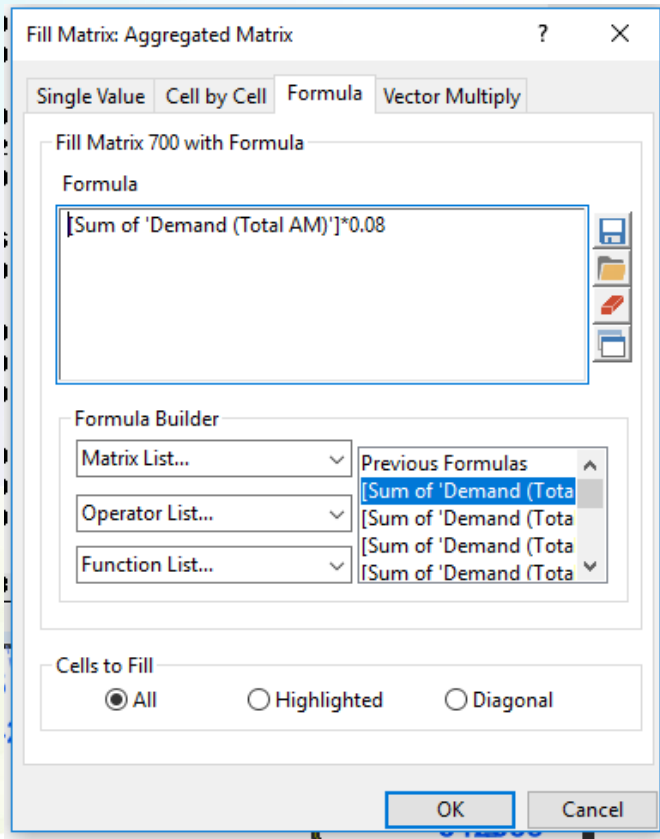 Fill Matrix: Aggregated Matrix
?
Single Value
Cell by Cell
Formula
Vector Multiply
Fill Matrix 700 with Formula
Formula
[Sum of 'Demand (Total AM)']*0.08
Formula Builder
Matrix List...
Operator List...
Function List...
Previous Formulas
[Sum of 'Demand (Tota
[Sum of 'Demand (Tota
[Sum of 'Demand (Tota
[Sum of 'Demand (Tota
Cells to Fill
All
Highlighted
Diagonal
OK
Cancel